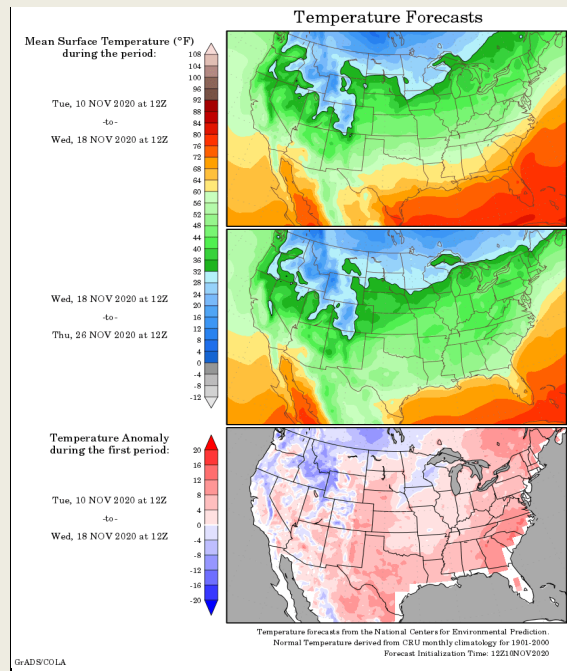 Temperature Forecasts
Mean Surface Temperature (°F)
during the period:
Tue, 10 NOV 2020 at 12Z
-to-
Wed, 18 NOV 2020 at 12Z
108
104
100
96
92
88
84
80
76
72
68
64
60
56
52
48
44
40
36
32
28
24
20
16
12
8
4
0
-4
-8
-12
Wed, 18 NOV 2020 at 12Z
-to-
Thu, 26 NOV 2020 at 12Z
Temperature Anomaly
during the first period:
Tue, 10 NOV 2020 at 12Z
-to-
Wed, 18 NOV 2020 at 12Z
20
16
12
8
4
0
-4
-8
-12
-16
-20
Temperature forecasts from the National Centers for Environmental Prediction.
Normal Temperature derived from CRU monthly climatology for 1901-2000
Forecast Initialization Time: 12Z10NOV2020
GrADS/COLA